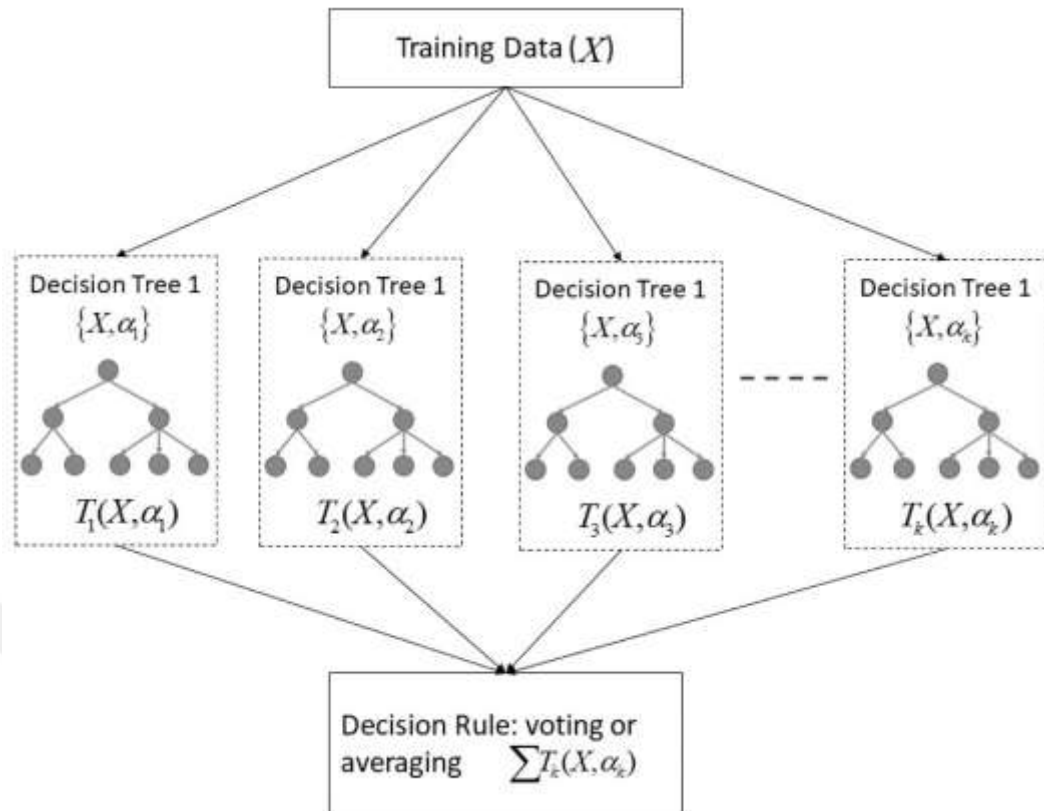 Training Data (X)
Decision Tree 1
{X,α₁}
T₁(X,α₁)
Decision Tree 1
{X,α₂}
T₂(X,α₂)
Decision Tree 1
{X,α₅}
T₃(X,α₃)
Decision Tree 1
{X,αₖ}
Tₖ(X,αₖ)
Decision Rule: voting or
averaging ∑Tₖ(X,αₖ)